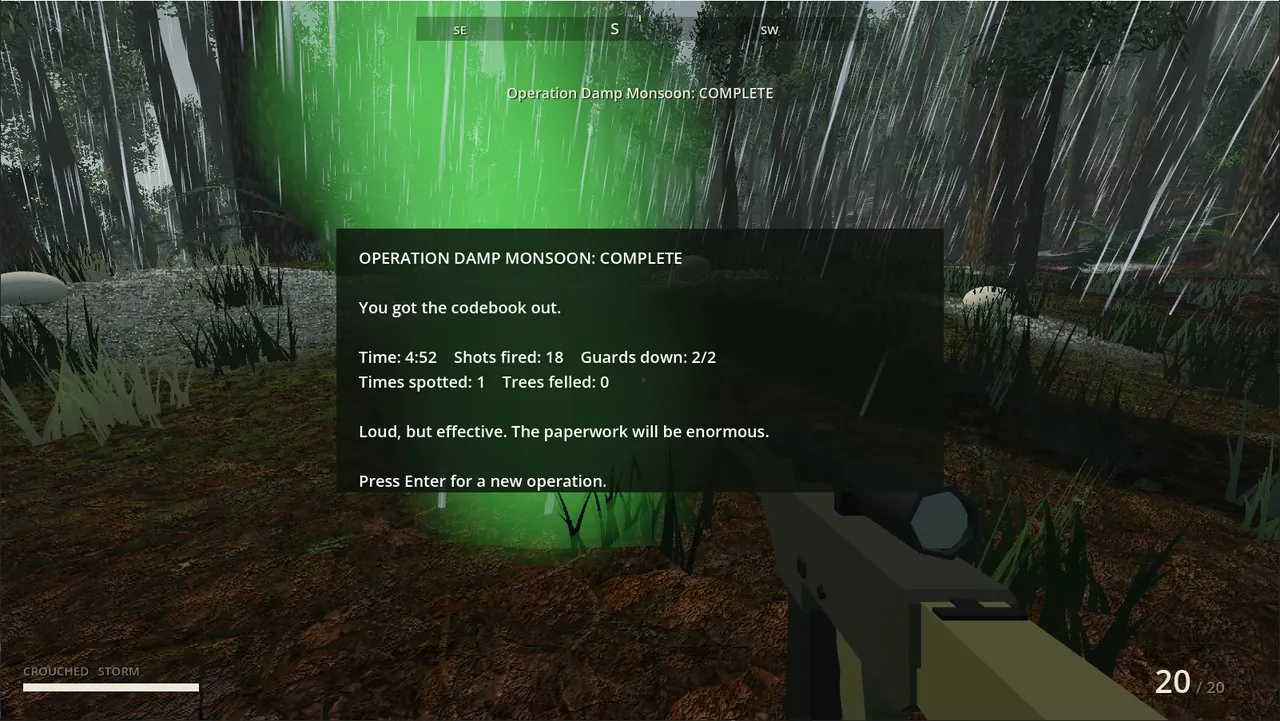 SE S SW
Operation Damp Monsoon: COMPLETE
OPERATION DAMP MONSOON: COMPLETE
You got the codebook out.
Time: 4:52 Shots fired: 18 Guards down: 2/2
Times spotted: 1 Trees felled: 0
Loud, but effective. The paperwork will be enormous.
Press Enter for a new operation.
CROUCHED STORM
20 / 20